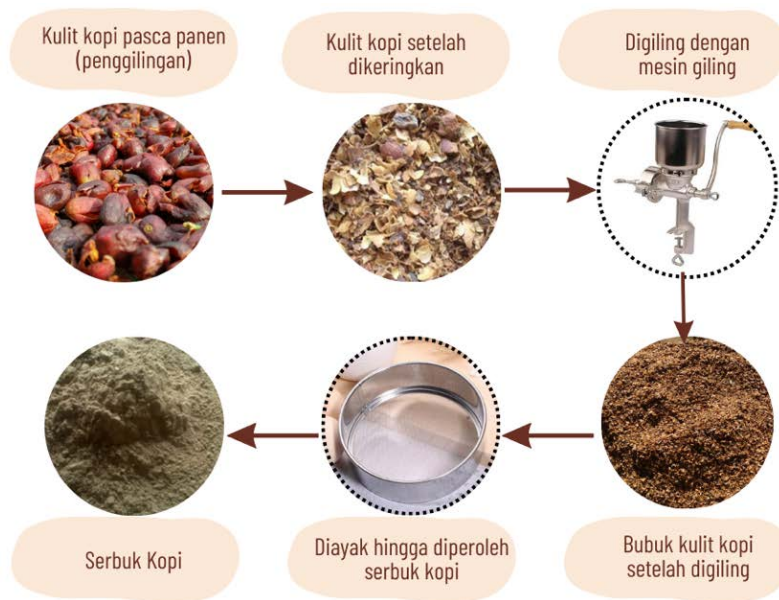 Kulit kopi pasca panen
(penggilingan)
Kulit kopi setelah
dikeringkan
Digiling dengan
mesin giling
Bubuk kulit kopi
setelah digiling
Diayak hingga diperoleh
serbuk kopi
Serbuk Kopi